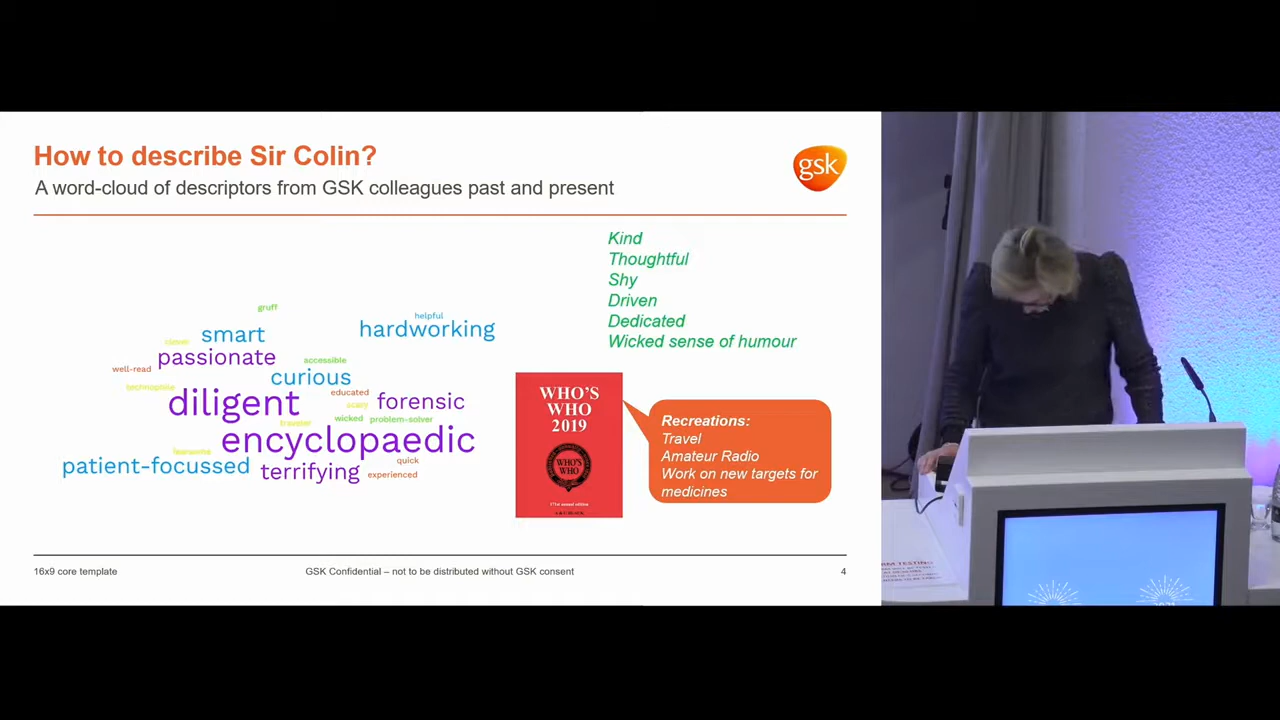 How to describe Sir Colin?
A word-cloud of descriptors from GSK colleagues past and present
gsk
Kind
Thoughtful
Shy
Driven
Dedicated
Wicked sense of humour
gruff
helpful
smart
hardworking
clever
passionate
accessible
well-read
curious
technophile
educated
diligent
scary
forensic
wicked
problem-solver
traveler
encyclopaedic
patient-focussed
quick
terrifying
experienced
WHO'S
WHO
2019
WHO'S
WHO
Recreations:
Travel
Amateur Radio
Work on new targets for
medicines
16x9 core template
GSK Confidential – not to be distributed without GSK consent
4